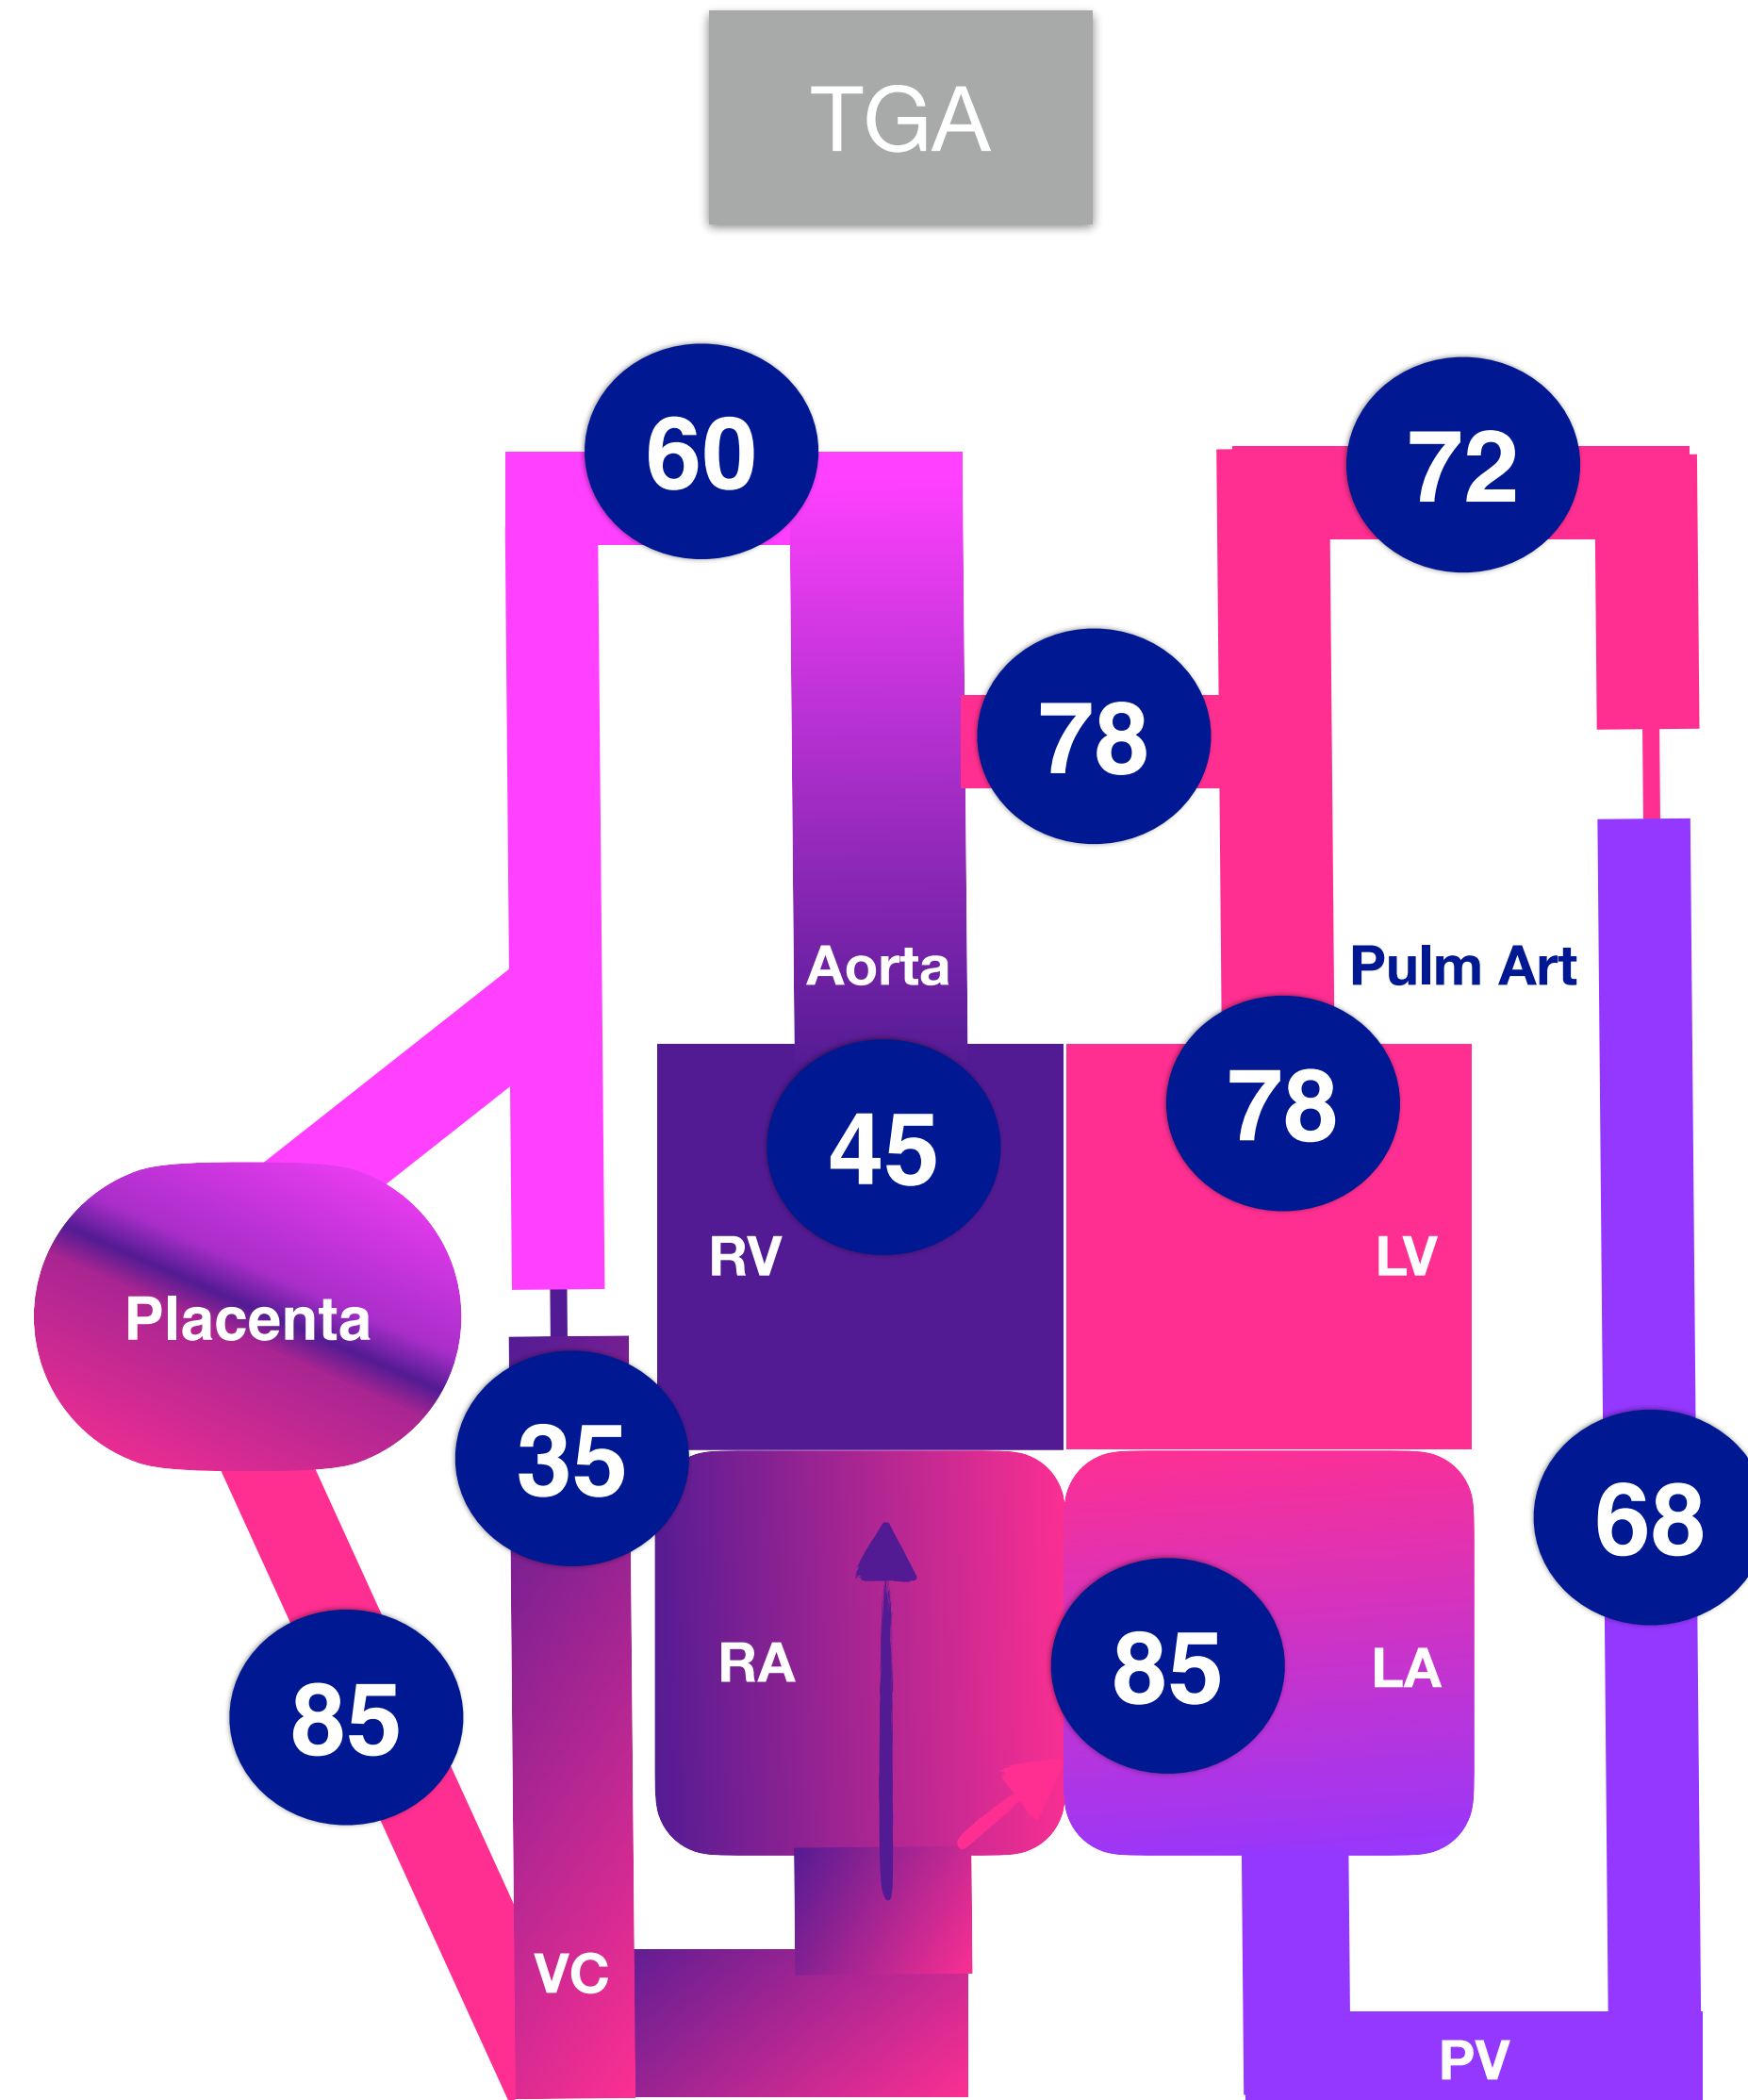 TGA
60
72
78
Aorta
Pulm Art
45
78
RV
LV
Placenta
35
68
RA
85
LA
85
VC
PV